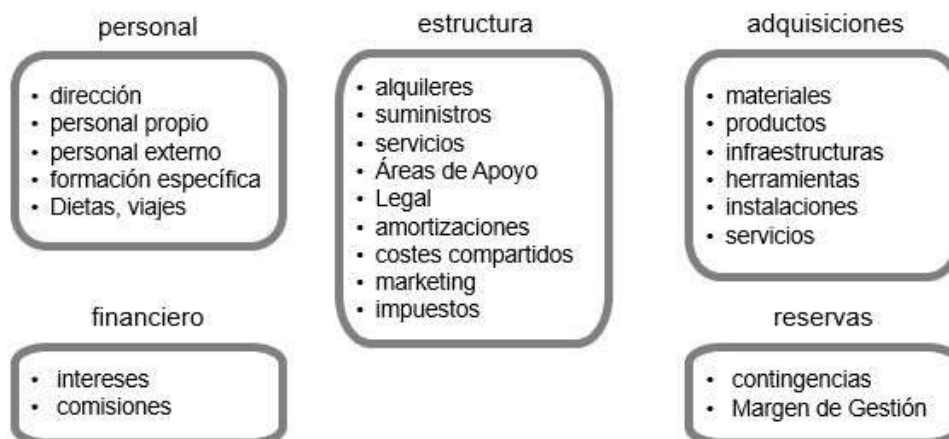 personal
• dirección
• personal propio
• personal externo
• formación específica
• Dietas, viajes
financiero
• intereses
• comisiones
estructura
• alquileres
• suministros
• servicios
• Áreas de Apoyo
• Legal
• amortizaciones
• costes compartidos
• marketing
• impuestos
adquisiciones
• materiales
• productos
• infraestructuras
• herramientas
• instalaciones
• servicios
reservas
• contingencias
• Margen de Gestión